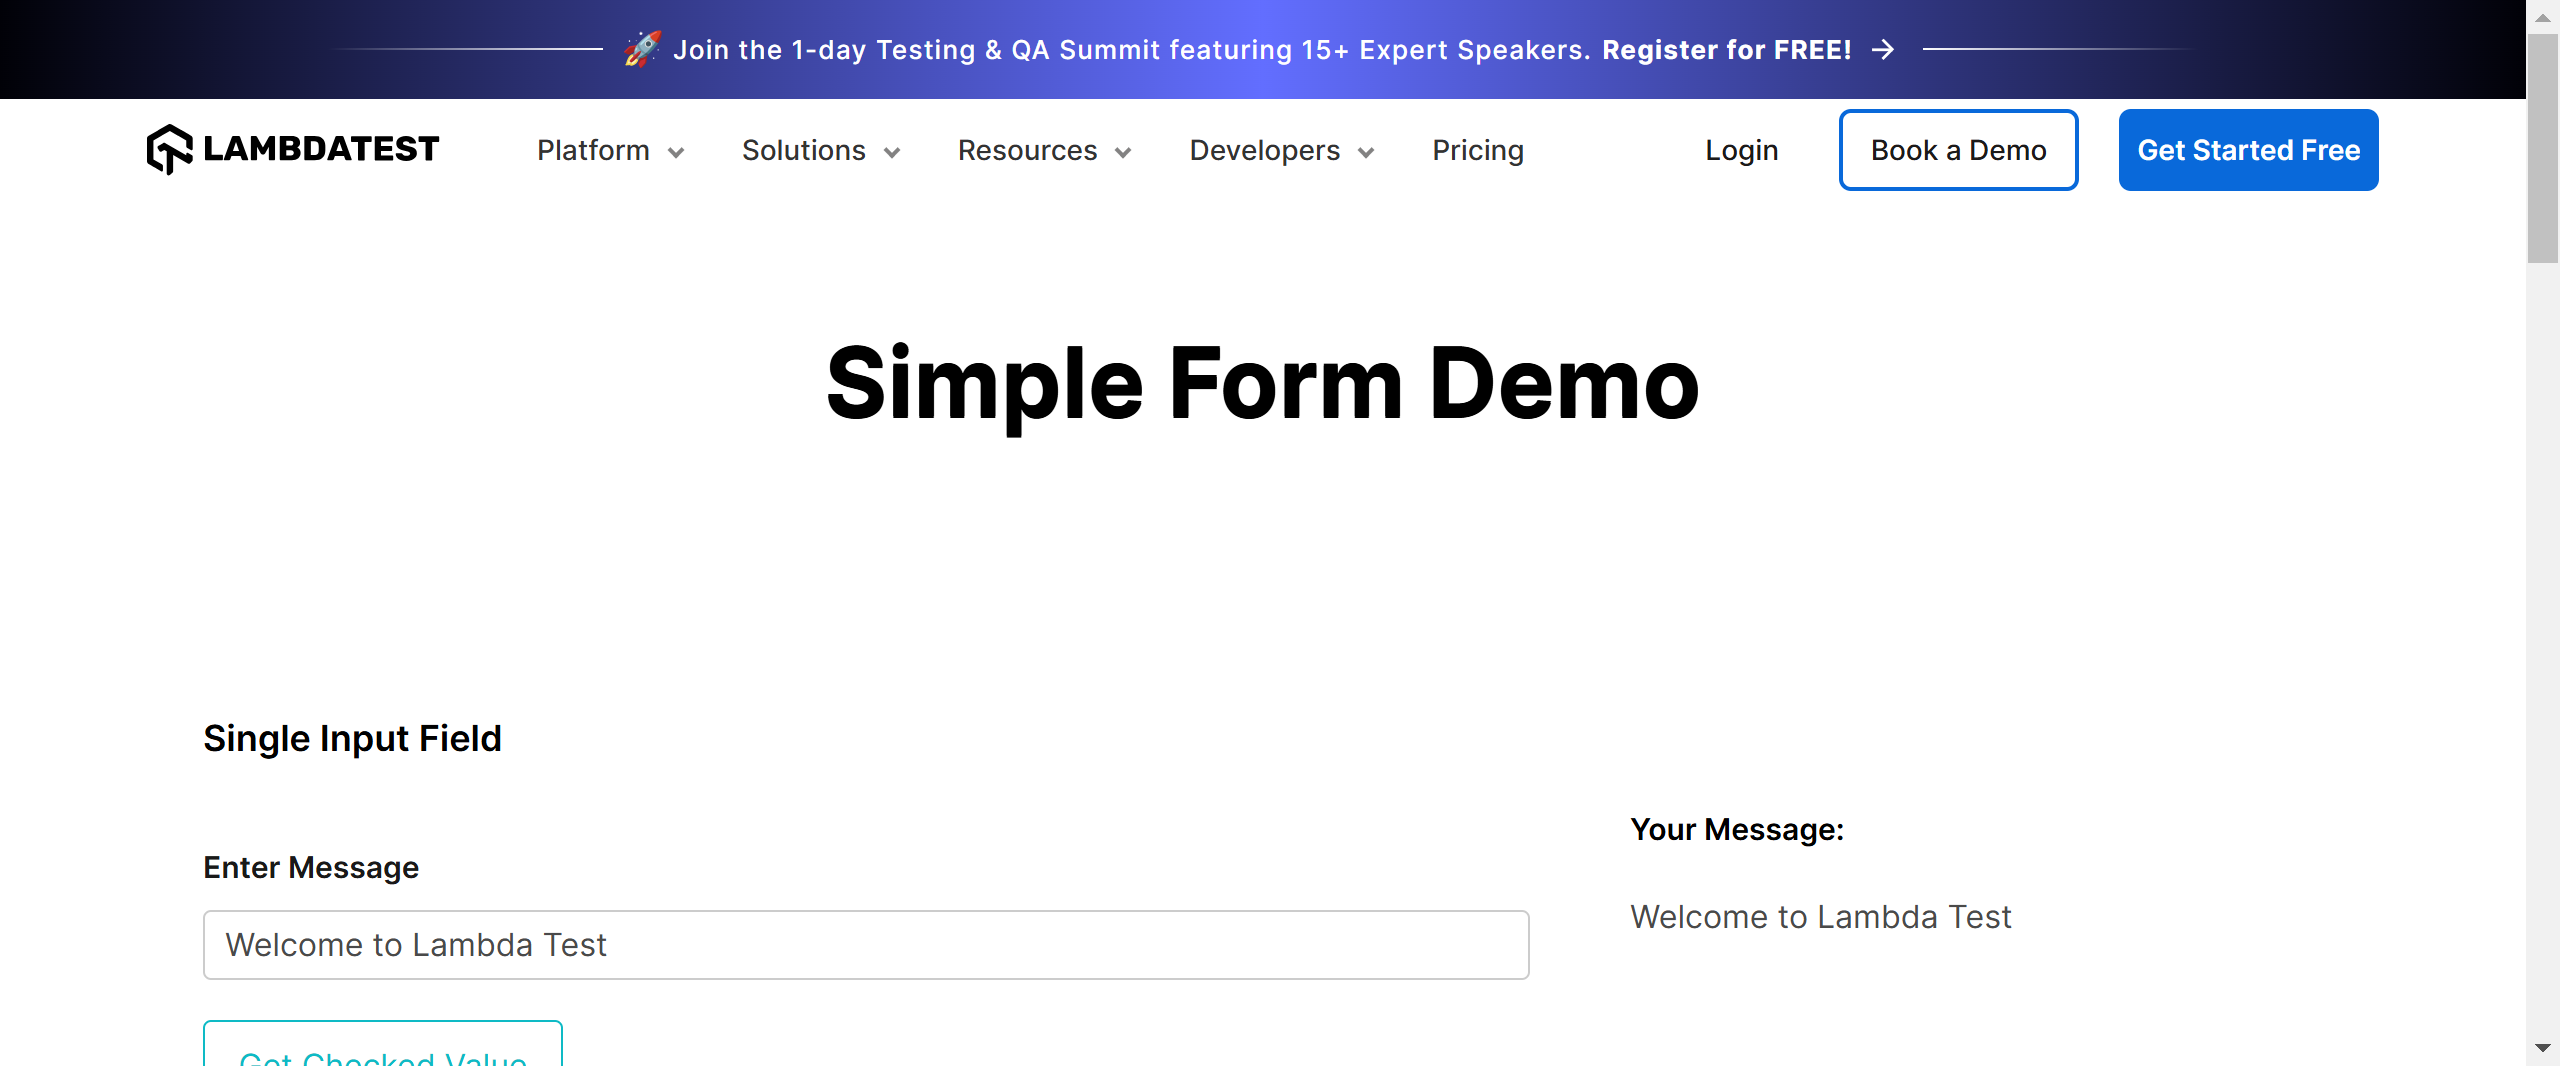 Join the 1-day Testing & QA Summit featuring 15+ Expert Speakers. Register for FREE!
LAMBDATEST Platform Solutions Resources Developers Pricing Login Book a Demo Get Started Free
Simple Form Demo
Single Input Field
Your Message:
Enter Message
Welcome to Lambda Test
Welcome to Lambda Test
Get Checked Value